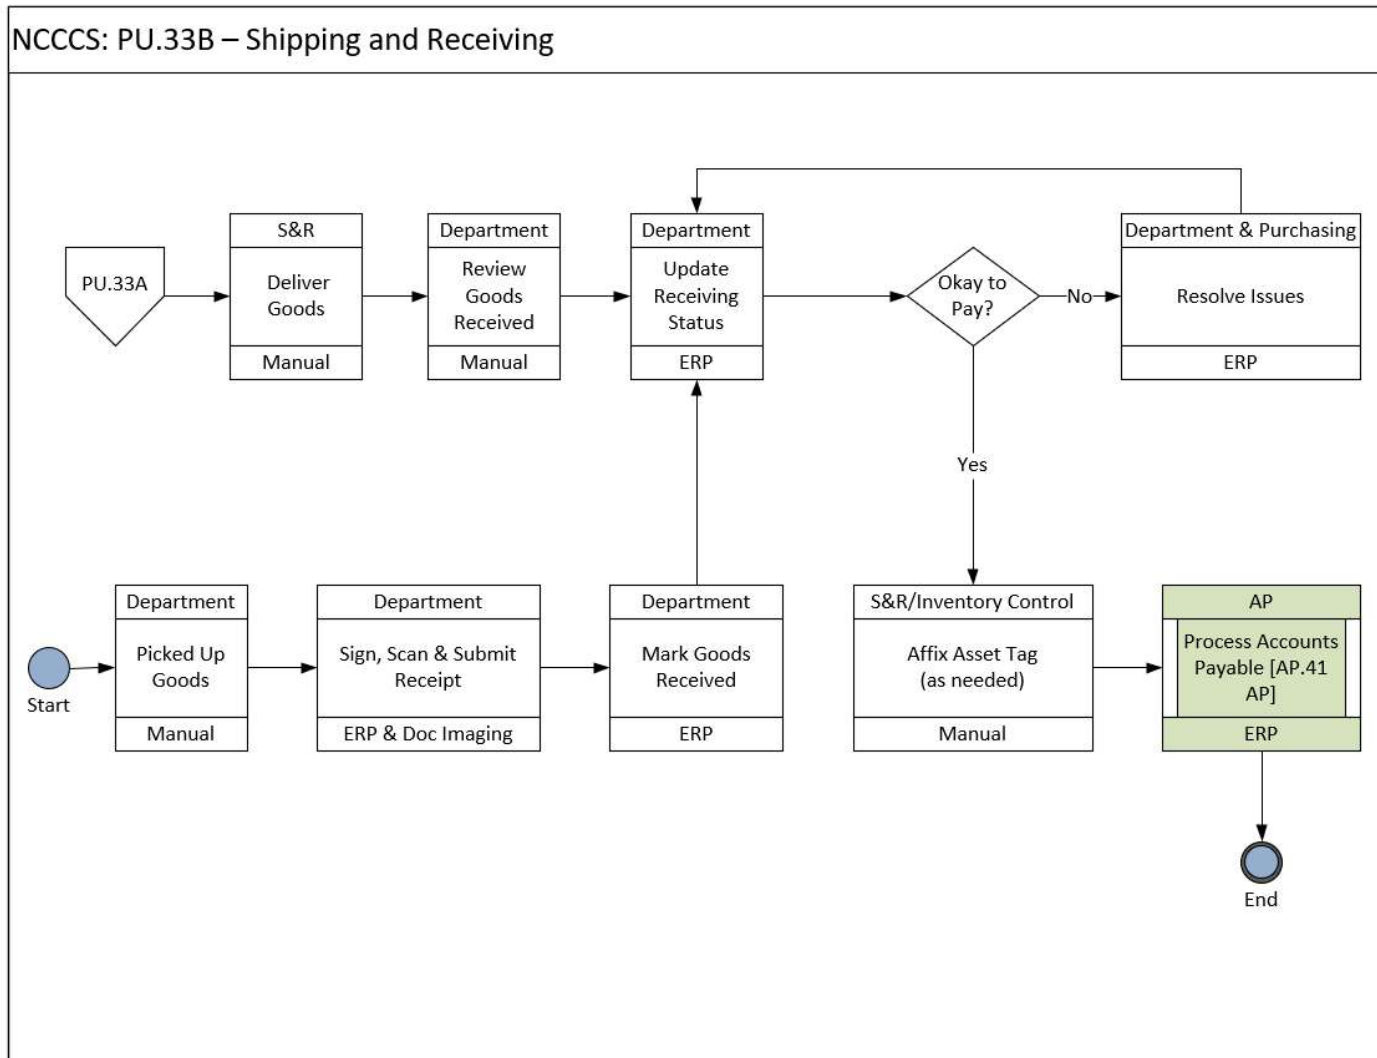 NCCCS: PU.33B – Shipping and Receiving
PU.33A
S&R
Deliver
Goods
Manual
Department
Review
Goods
Received
Manual
Department
Update
Receiving
Status
ERP
Okay to
Pay?
No
Department & Purchasing
Resolve Issues
ERP
Yes
Start
Department
Picked Up
Goods
Manual
Department
Sign, Scan & Submit
Receipt
ERP & Doc Imaging
Department
Mark Goods
Received
ERP
S&R/Inventory Control
Affix Asset Tag
(as needed)
Manual
AP
Process Accounts
Payable [AP.41
AP]
ERP
End